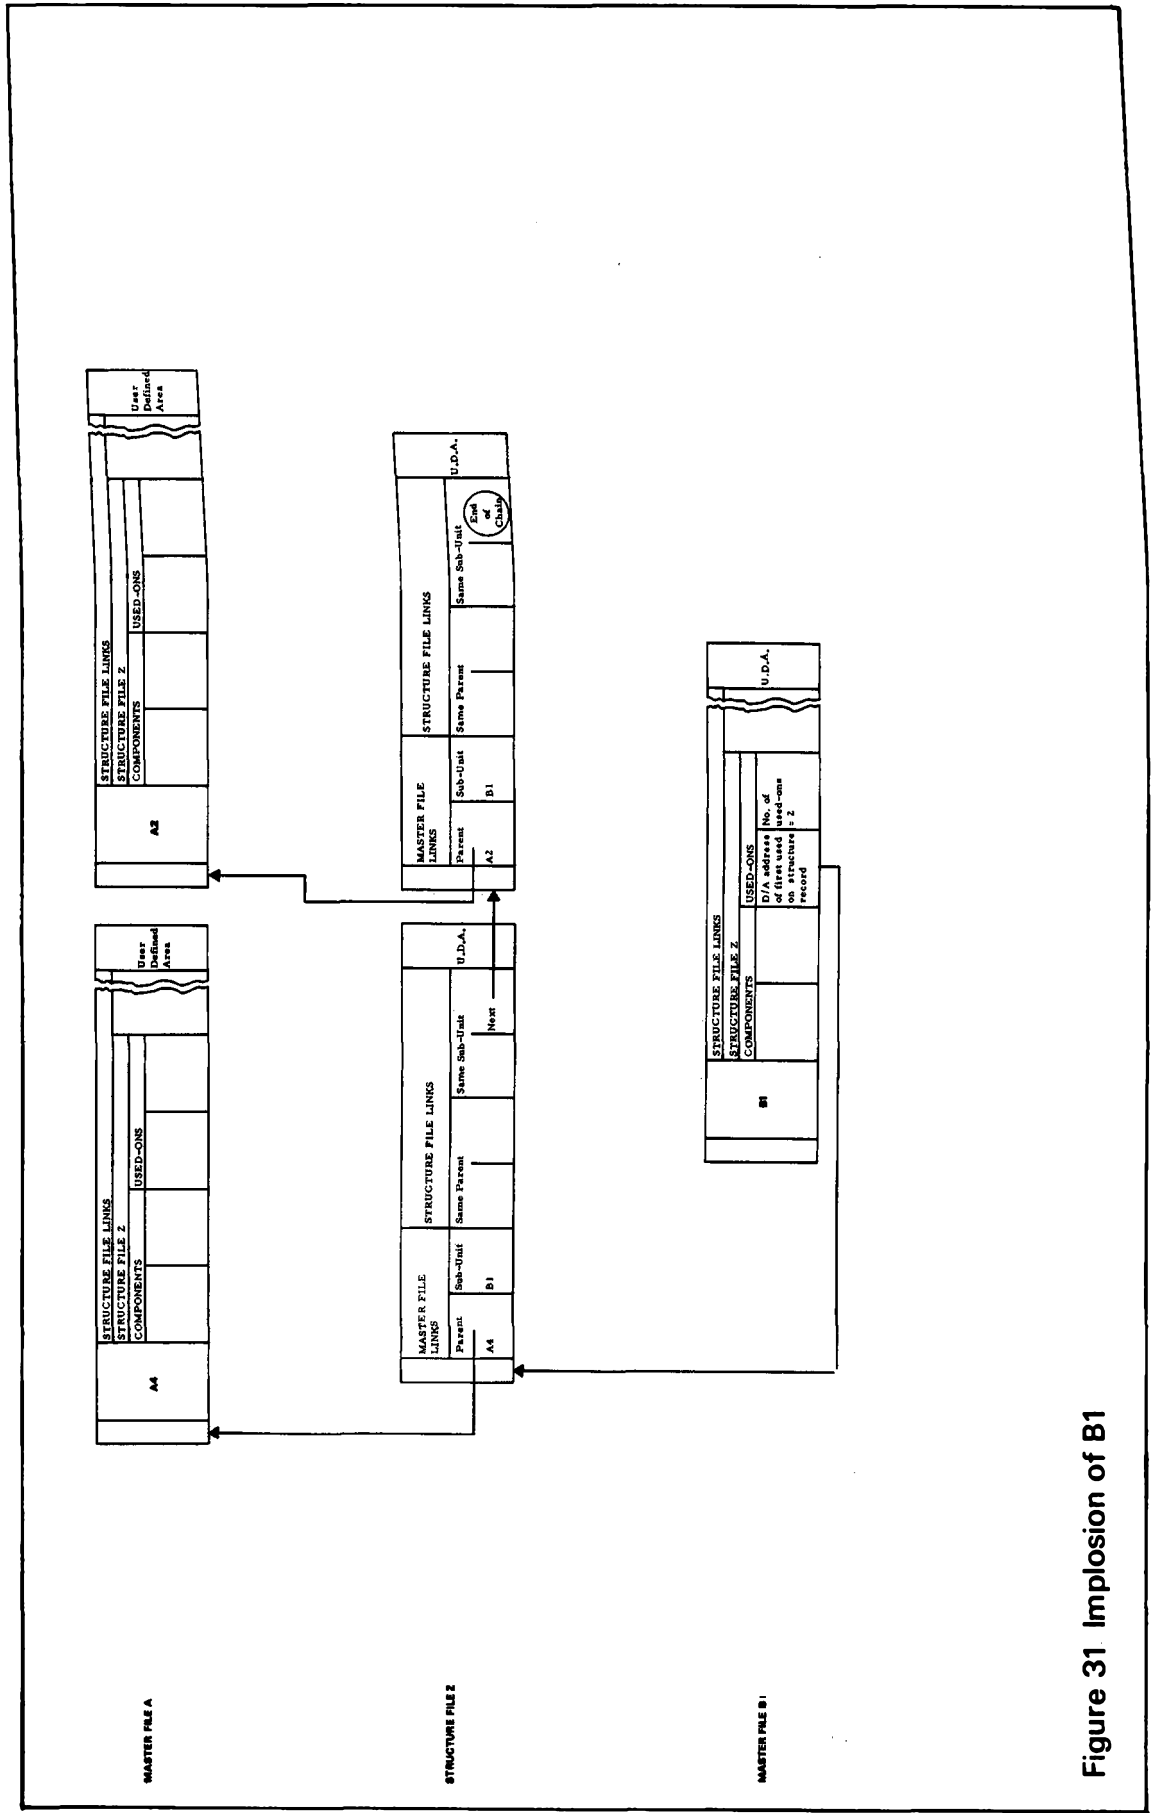 MASTER FILE A
A4
STRUCTURE FILE LINKS
STRUCTURE FILE Z
COMPONENTS
USED-ONS
User
Defined
Area
A2
STRUCTURE FILE LINKS
STRUCTURE FILE Z
COMPONENTS
USED-ONS
User
Defined
Area
STRUCTURE FILE Z
MASTER FILE
LINKS
STRUCTURE FILE LINKS
U.D.A.
Parent
Sub-Unit
Same Parent
Same Sub-Unit
A4
B1
Next
MASTER FILE
LINKS
STRUCTURE FILE LINKS
U.D.A.
Parent
Sub-Unit
Same Parent
Same Sub-Unit
A2
B1
End
of
Chain
MASTER FILE B1
B1
STRUCTURE FILE LINKS
STRUCTURE FILE Z
COMPONENTS
USED-ONS
D/A address
of first used
on structure
record
No. of
used-ons
= 2
U.D.A.
Figure 31 Implosion of B1